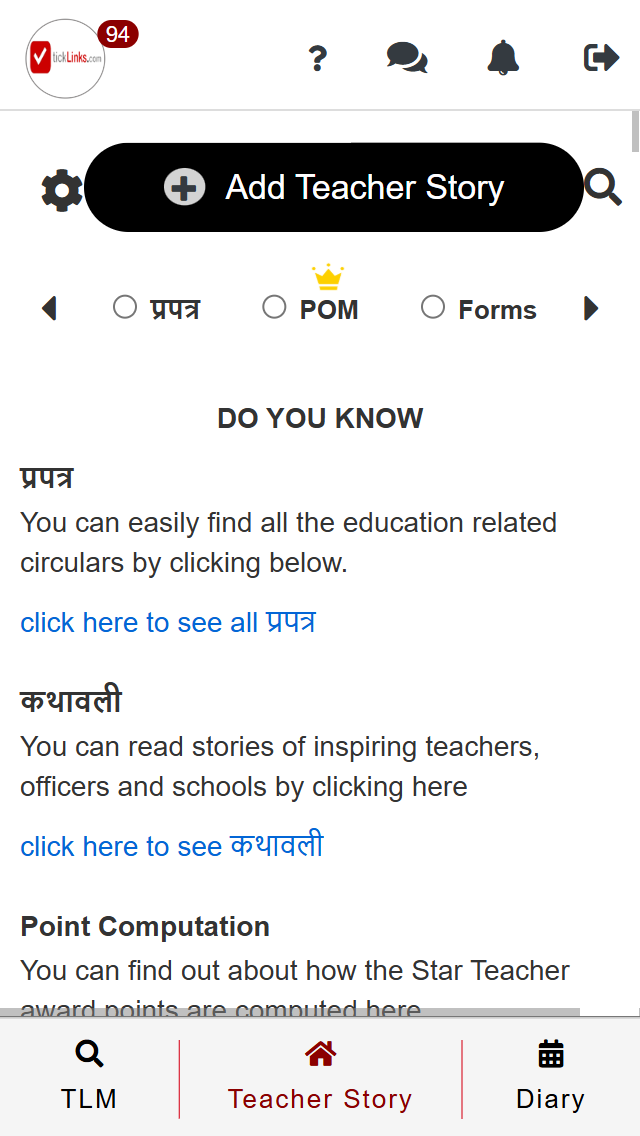 94
tickLinks.com
?
Add Teacher Story
प्रपत्र
POM
Forms
DO YOU KNOW
प्रपत्र
You can easily find all the education related
circulars by clicking below.
click here to see all प्रपत्र
कथावली
You can read stories of inspiring teachers,
officers and schools by clicking here
click here to see कथावली
Point Computation
You can find out about how the Star Teacher
award points are computed here
TLM
Teacher Story
Diary